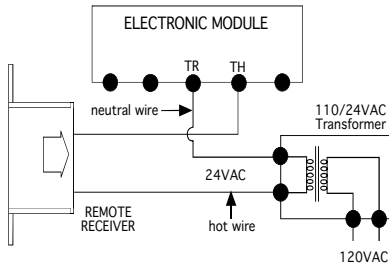 ELECTRONIC MODULE
TR TH
neutral wire
110/24VAC
Transformer
24VAC
REMOTE
RECEIVER
hot wire
120VAC